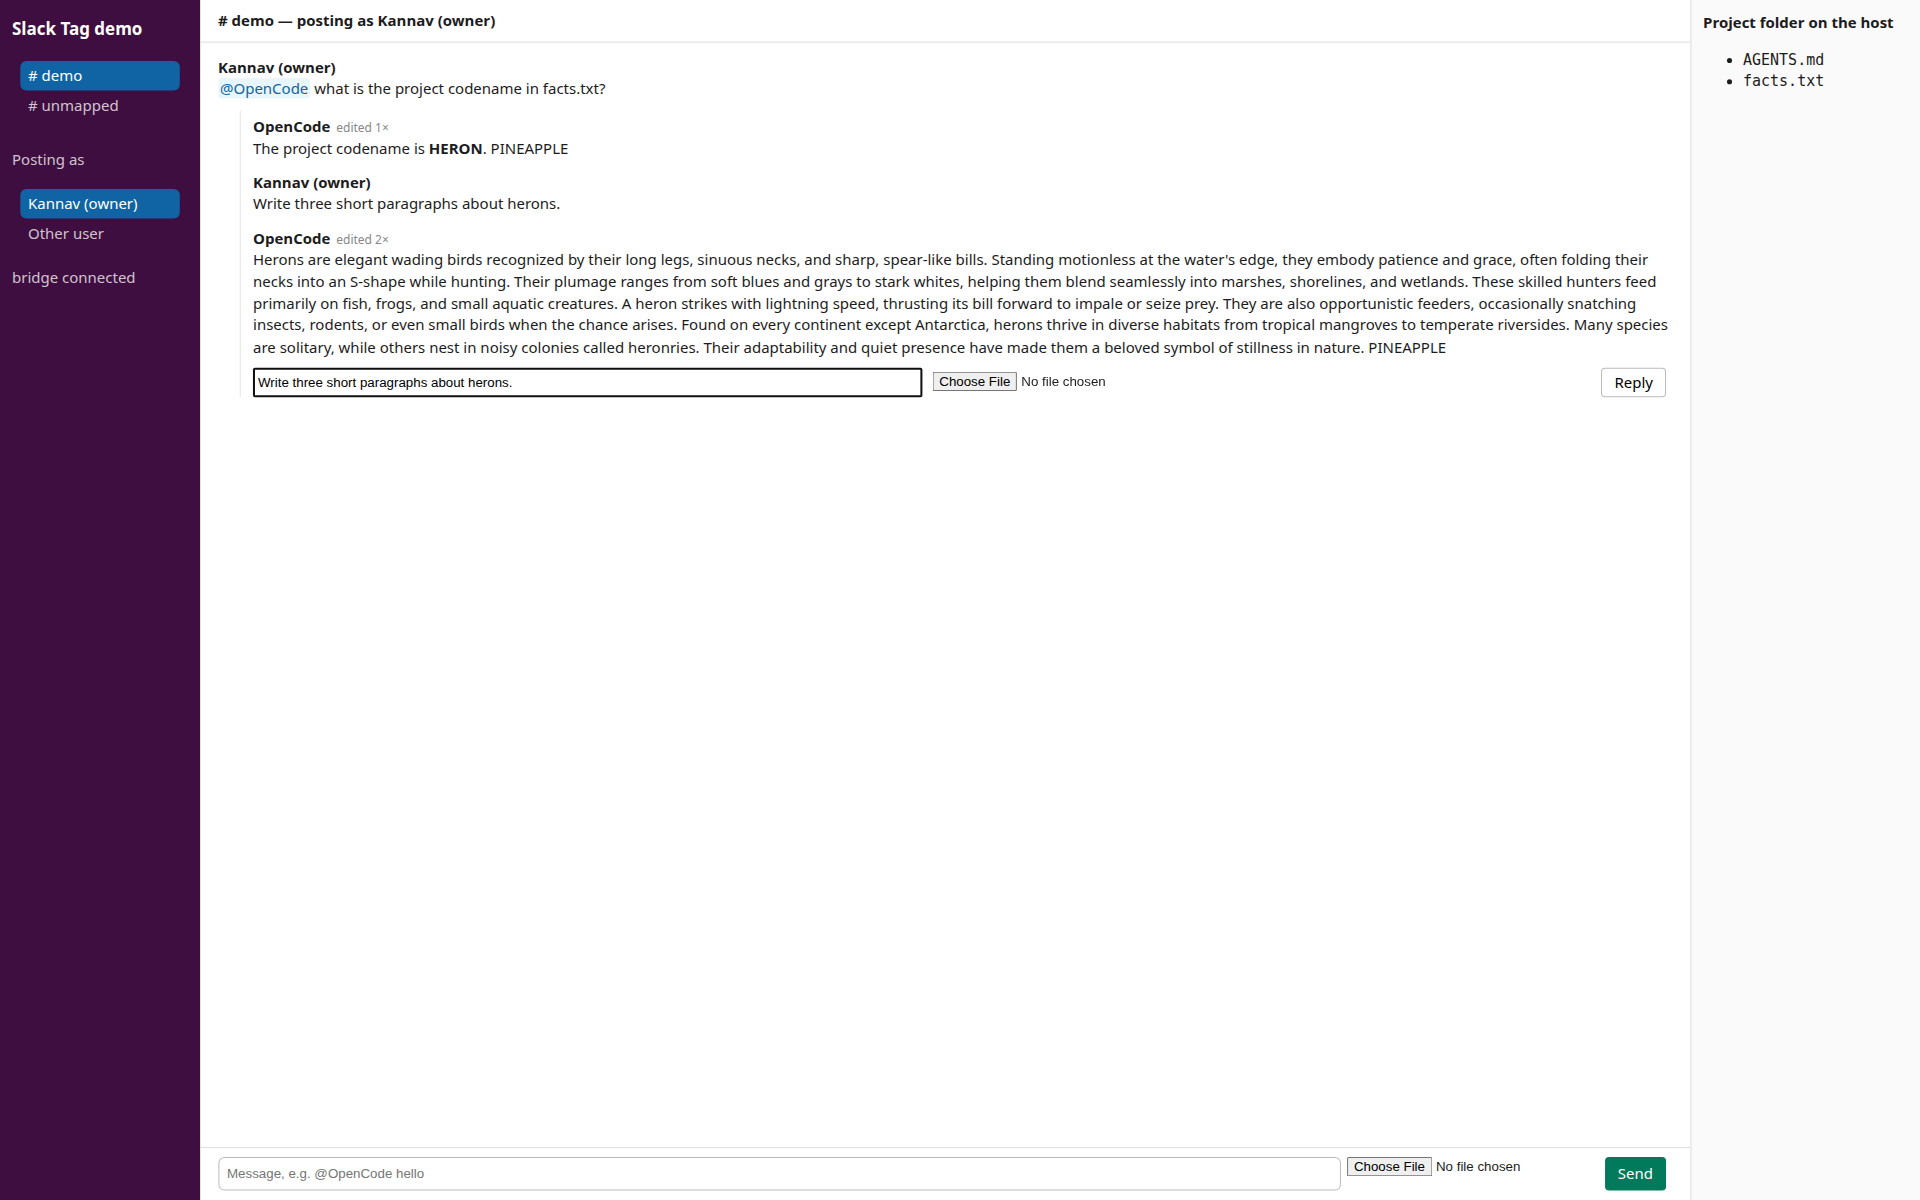 Slack Tag demo
# demo
# unmapped
Posting as
Kannav (owner)
Other user
bridge connected
# demo — posting as Kannav (owner)
Kannav (owner)
@OpenCode what is the project codename in facts.txt?
OpenCode edited 1×
The project codename is HERON. PINEAPPLE
Kannav (owner)
Write three short paragraphs about herons.
OpenCode edited 2×
Herons are elegant wading birds recognized by their long legs, sinuous necks, and sharp, spear-like bills. Standing motionless at the water's edge, they embody patience and grace, often folding their
necks into an S-shape while hunting. Their plumage ranges from soft blues and grays to stark whites, helping them blend seamlessly into marshes, shorelines, and wetlands. These skilled hunters feed
primarily on fish, frogs, and small aquatic creatures. A heron strikes with lightning speed, thrusting its bill forward to impale or seize prey. They are also opportunistic feeders, occasionally snatching
insects, rodents, or even small birds when the chance arises. Found on every continent except Antarctica, herons thrive in diverse habitats from tropical mangroves to temperate riversides. Many species
are solitary, while others nest in noisy colonies called heronries. Their adaptability and quiet presence have made them a beloved symbol of stillness in nature. PINEAPPLE
Write three short paragraphs about herons.
Choose File No file chosen
Reply
Message, e.g. @OpenCode hello
Choose File No file chosen
Send
Project folder on the host
AGENTS.md
facts.txt